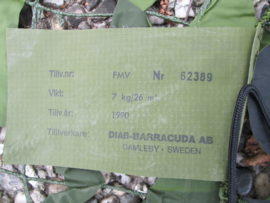 Tillv.nr: FMV Nr 62389
Vikt: 7 kg/26 m²
Tillv.år: 1990
Tillverkare: DIAB-BARRACUDA AB
GAMLEBY - SWEDEN